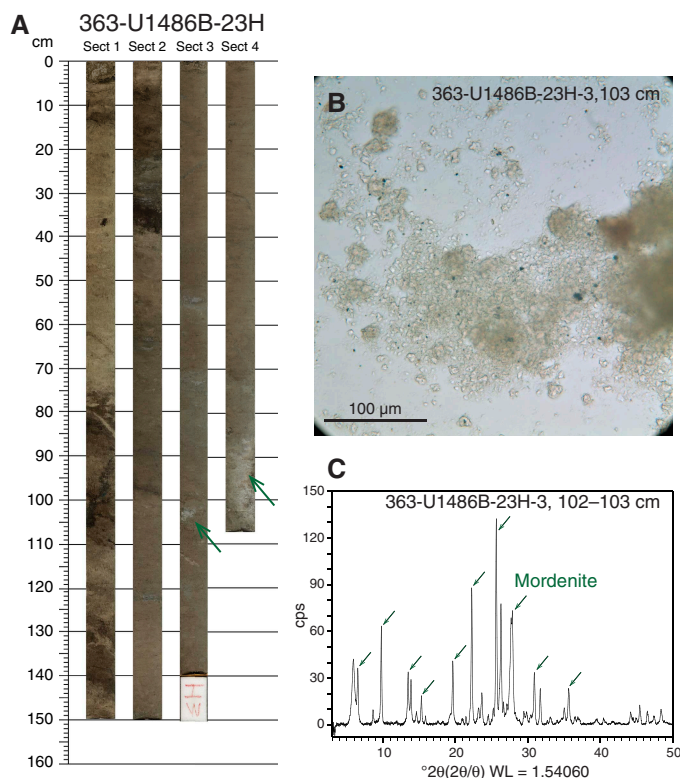 A
363-U1486B-23H
cm
Sect 1 Sect 2 Sect 3 Sect 4
0
10
20
30
40
50
60
70
80
90
100
110
120
130
140
150
160
IW
B
363-U1486B-23H-3,103 cm
100 µm
C
363-U1486B-23H-3, 102–103 cm
Mordenite
cps
150
120
90
60
30
0
10 20 30 40 50
°2θ(2θ/θ) WL = 1.54060